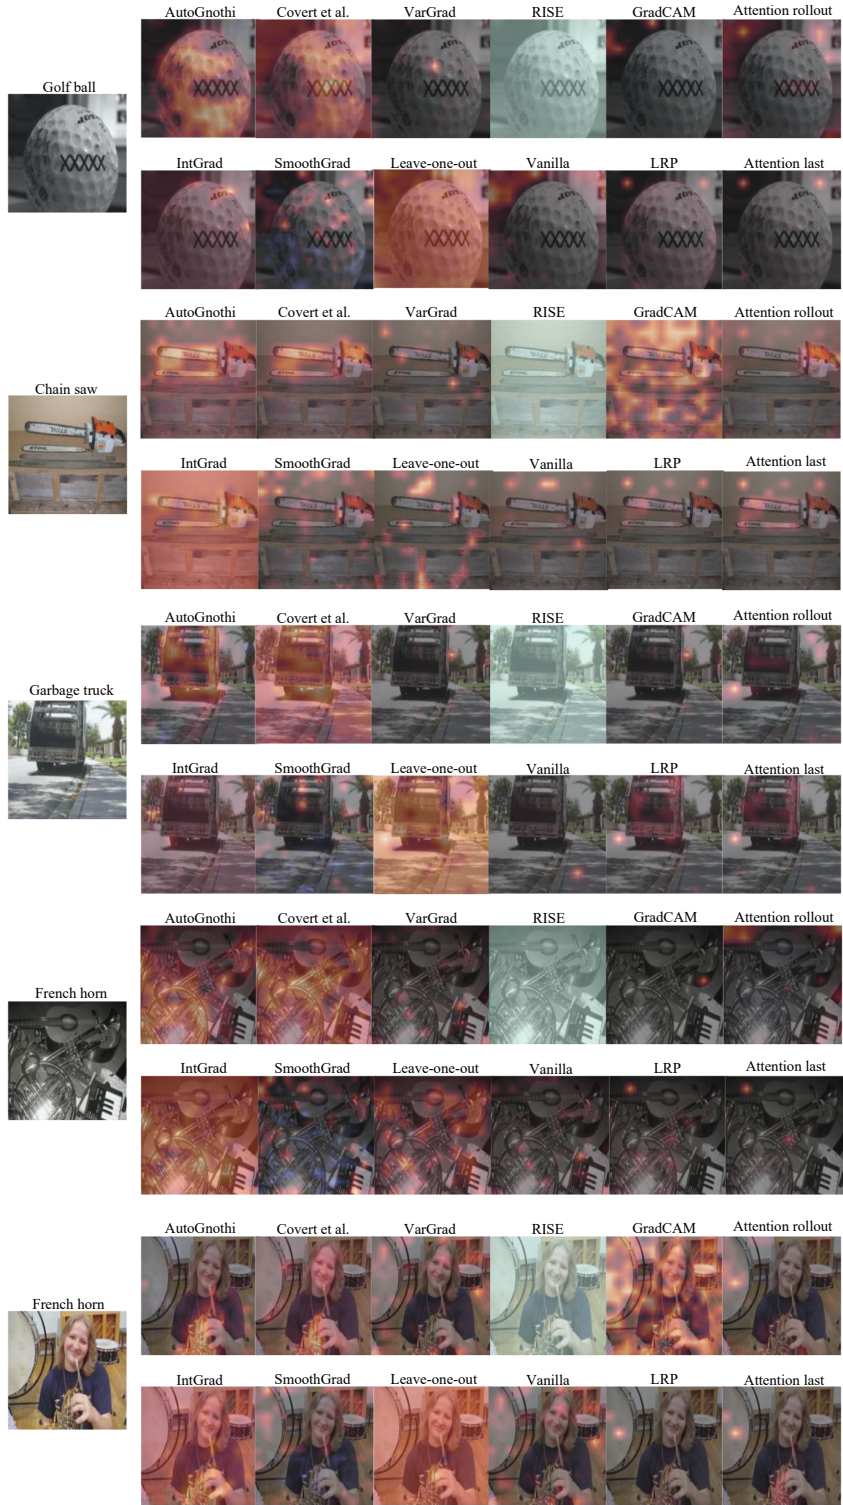 AutoGnothi Covert et al. VarGrad RISE GradCAM Attention rollout
Golf ball
XXXXX
IntGrad SmoothGrad Leave-one-out Vanilla LRP Attention last
AutoGnothi Covert et al. VarGrad RISE GradCAM Attention rollout
Chain saw
STIHL
IntGrad SmoothGrad Leave-one-out Vanilla LRP Attention last
AutoGnothi Covert et al. VarGrad RISE GradCAM Attention rollout
Garbage truck
IntGrad SmoothGrad Leave-one-out Vanilla LRP Attention last
AutoGnothi Covert et al. VarGrad RISE GradCAM Attention rollout
French horn
IntGrad SmoothGrad Leave-one-out Vanilla LRP Attention last
AutoGnothi Covert et al. VarGrad RISE GradCAM Attention rollout
French horn
IntGrad SmoothGrad Leave-one-out Vanilla LRP Attention last